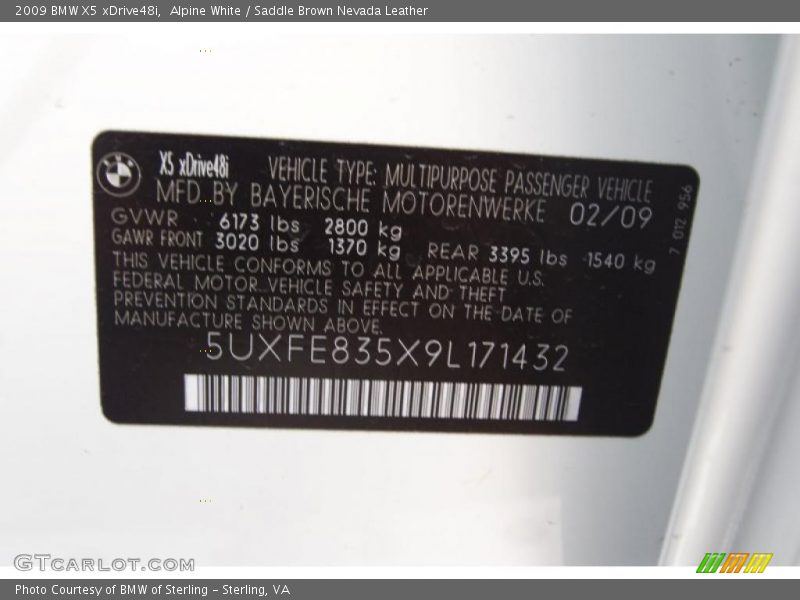 2009 BMW X5 xDrive48i,  Alpine White / Saddle Brown Nevada Leather
X5 xDrive48i VEHICLE TYPE: MULTIPURPOSE PASSENGER VEHICLE
MFD. BY BAYERISCHE MOTORENWERKE 02/09
GVWR 6173 lbs 2800 kg
GAWR FRONT 3020 lbs 1370 kg REAR 3395 lbs 1540 kg
THIS VEHICLE CONFORMS TO ALL APPLICABLE U.S.
FEDERAL MOTOR VEHICLE SAFETY AND THEFT
PREVENTION STANDARDS IN EFFECT ON THE DATE OF
MANUFACTURE SHOWN ABOVE.
5UXFE835X9L171432
7 012 956
GTCARLOT.COM
Photo Courtesy of BMW of Sterling - Sterling, VA